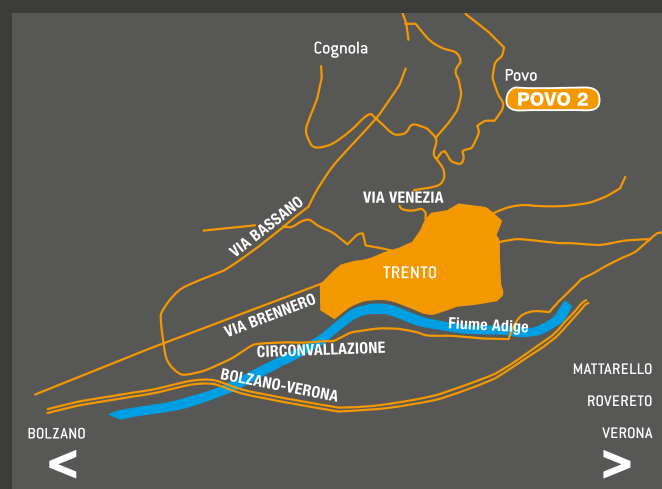 Cognola
Povo
POVO 2
VIA VENEZIA
VIA BASSANO
TRENTO
VIA BRENNERO
Fiume Adige
CIRCONVALLAZIONE
BOLZANO-VERONA
MATTARELLO
ROVERETO
BOLZANO
VERONA
<
>